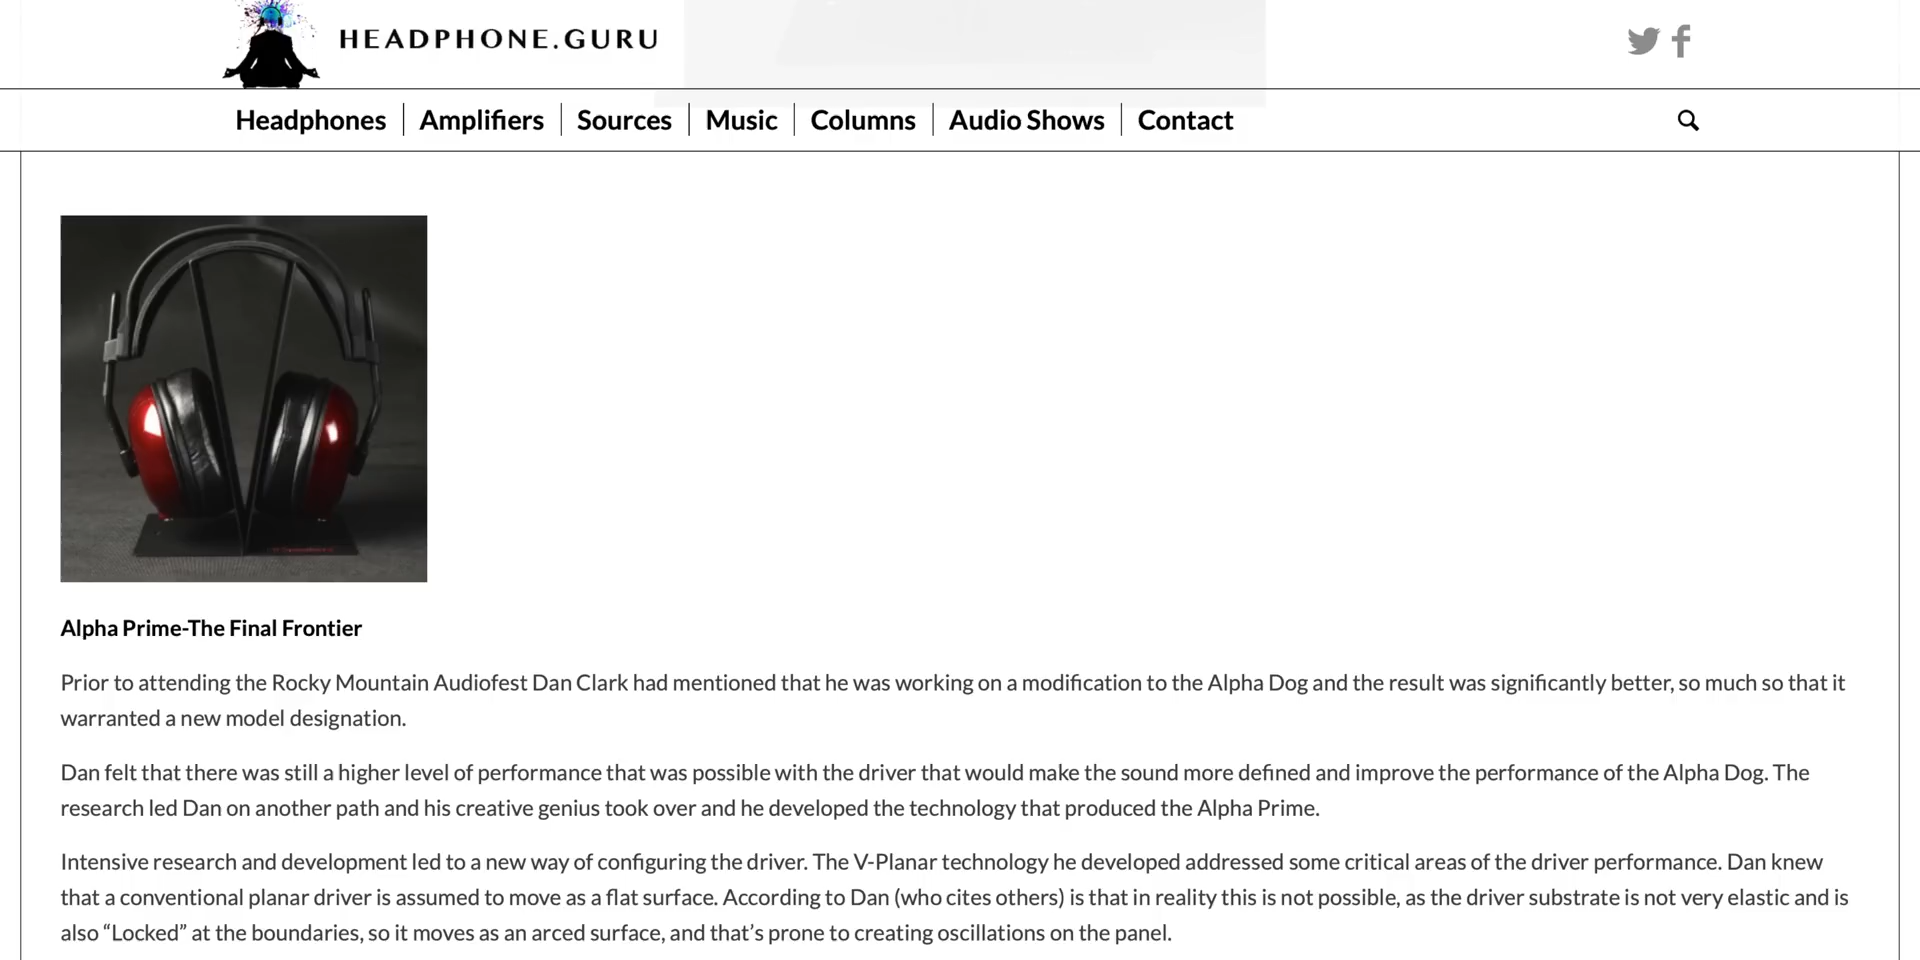 HEADPHONE.GURU
Headphones
Amplifiers
Sources
Music
Columns
Audio Shows
Contact
Alpha Prime-The Final Frontier
Prior to attending the Rocky Mountain Audiofest Dan Clark had mentioned that he was working on a modification to the Alpha Dog and the result was significantly better, so much so that it
warranted a new model designation.
Dan felt that there was still a higher level of performance that was possible with the driver that would make the sound more defined and improve the performance of the Alpha Dog. The
research led Dan on another path and his creative genius took over and he developed the technology that produced the Alpha Prime.
Intensive research and development led to a new way of configuring the driver. The V-Planar technology he developed addressed some critical areas of the driver performance. Dan knew
that a conventional planar driver is assumed to move as a flat surface. According to Dan (who cites others) is that in reality this is not possible, as the driver substrate is not very elastic and is
also “Locked” at the boundaries, so it moves as an arced surface, and that’s prone to creating oscillations on the panel.